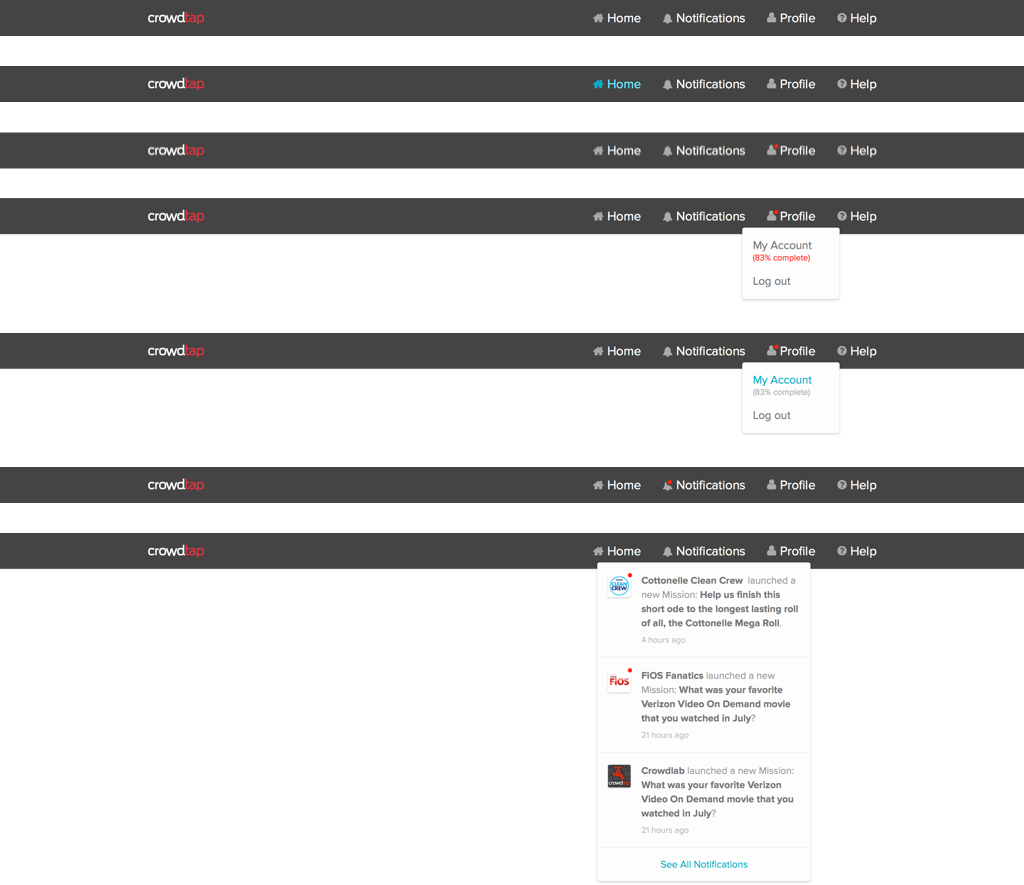 crowdtap Home Notifications Profile Help
crowdtap Home Notifications Profile Help
crowdtap Home Notifications Profile Help
crowdtap Home Notifications Profile Help
My Account
(83% complete)
Log out
crowdtap Home Notifications Profile Help
My Account
(83% complete)
Log out
crowdtap Home Notifications Profile Help
crowdtap Home Notifications Profile Help
CLEAN
CREW
Cottonelle Clean Crew launched a
new Mission: Help us finish this
short ode to the longest lasting roll
of all, the Cottonelle Mega Roll.
4 hours ago
FiOS
FiOS Fanatics launched a new
Mission: What was your favorite
Verizon Video On Demand movie
that you watched in July?
21 hours ago
crowdlab
Crowdlab launched a new Mission:
What was your favorite Verizon
Video On Demand movie that you
watched in July?
21 hours ago
See All Notifications